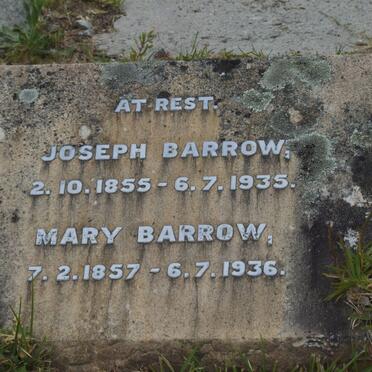 AT REST.
JOSEPH BARROW,
2.10.1855 - 6.7.1935.
MARY BARROW,
7.2.1857 - 6.7.1936.